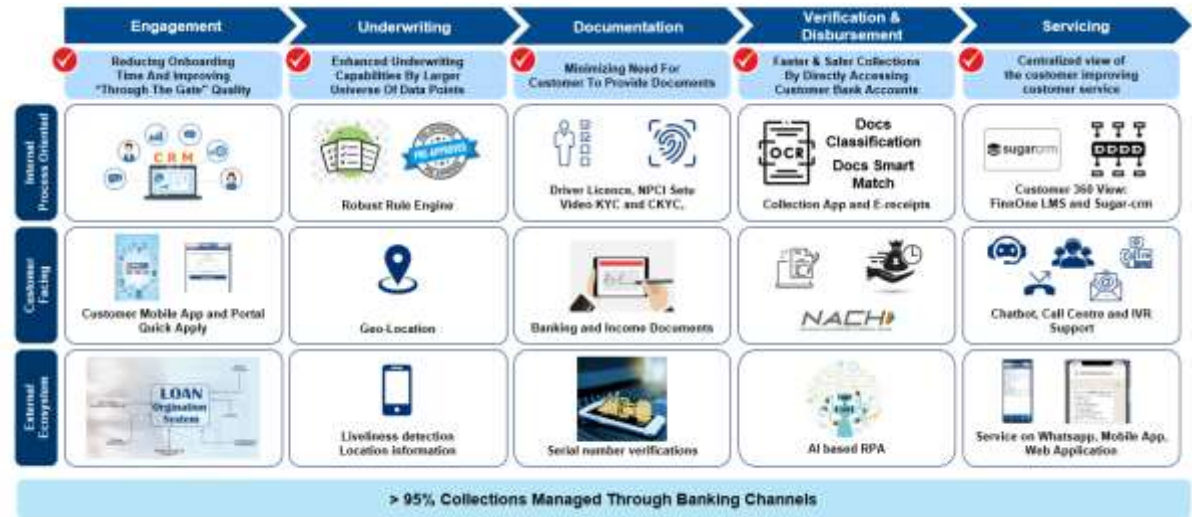 Engagement
Underwriting
Documentation
Verification &
Disbursement
Servicing
Reducing Onboarding
Time And Improving
"Through The Gate" Quality
Enhanced Underwriting
Capabilities By Larger
Universe Of Data Points
Minimizing Need For
Customer To Provide Documents
Faster & Safer Collections
By Directly Accessing
Customer Bank Accounts
Centralized view of
the customer improving
customer service
Internal
Process Oriented
CRM
PRE-APPROVED
Robust Rule Engine
Driver Licence, NPCI Setu
Video KYC and CKYC,
OCR
Docs
Classification
Docs Smart
Match
Collection App and E-receipts
sugarcrm
Customer 360 View:
FinnOne LMS and Sugar-crm
Customer
Facing
Customer Mobile App and Portal
Quick Apply
Geo-Location
Banking and Income Documents
NACH
Chatbot, Call Centre and IVR
Support
External
Ecosystem
LOAN
Orgination
System
Liveliness detection
Location information
Serial number verifications
AI based RPA
Service on Whatsapp, Mobile App,
Web Application
> 95% Collections Managed Through Banking Channels